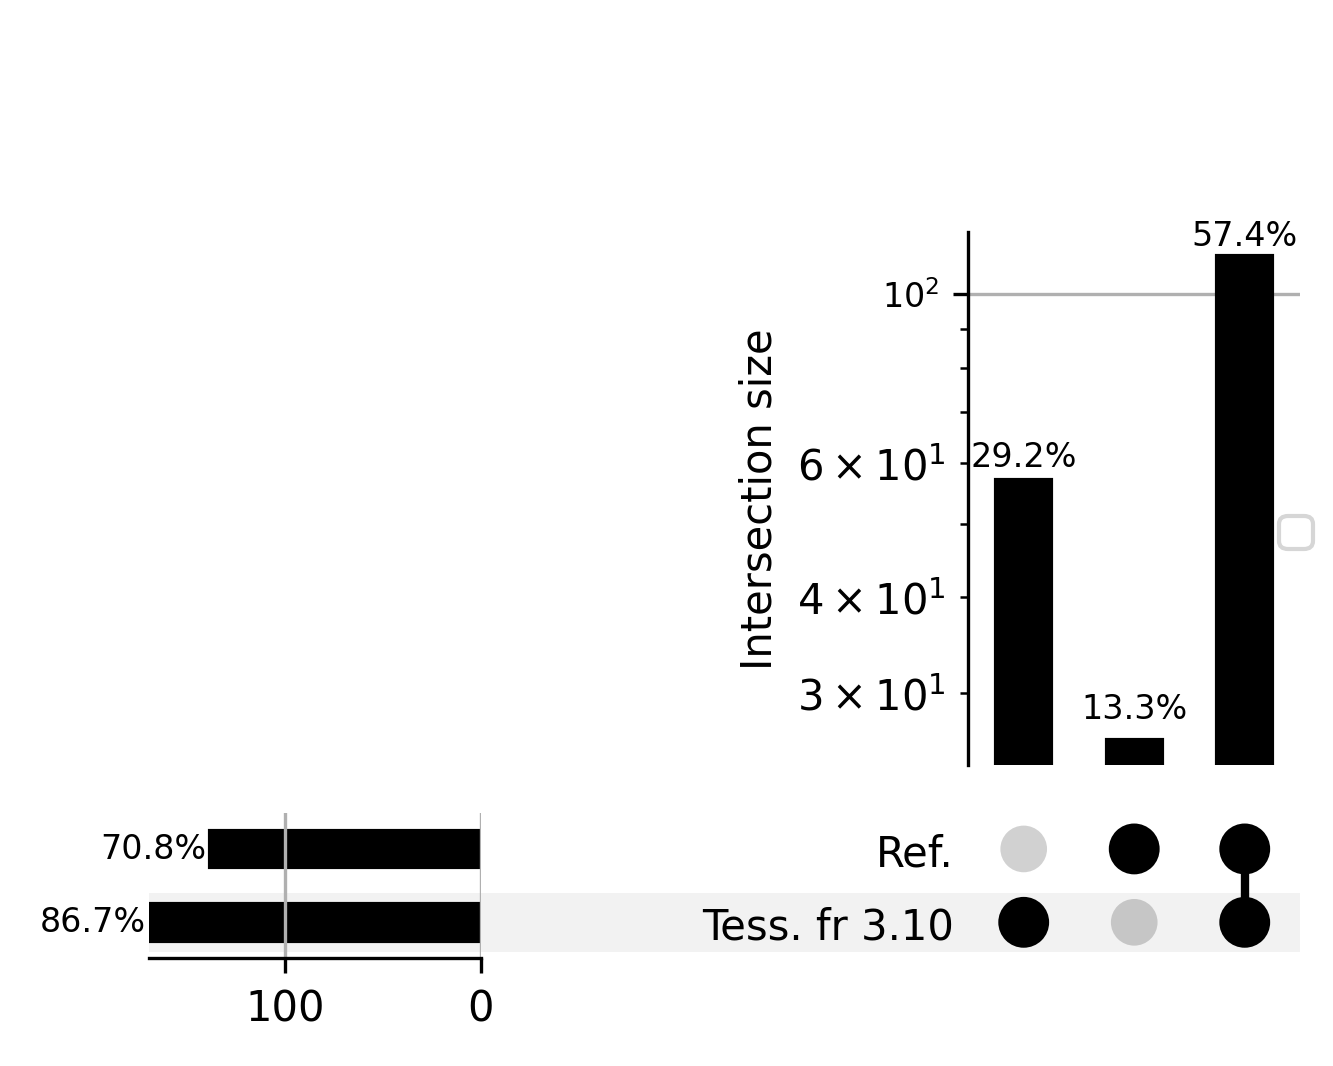 57.4%
10²
Intersection size
29.2%
6 × 10¹
4 × 10¹
3 × 10¹
13.3%
70.8%
Ref.
86.7%
Tess. fr 3.10
100 0